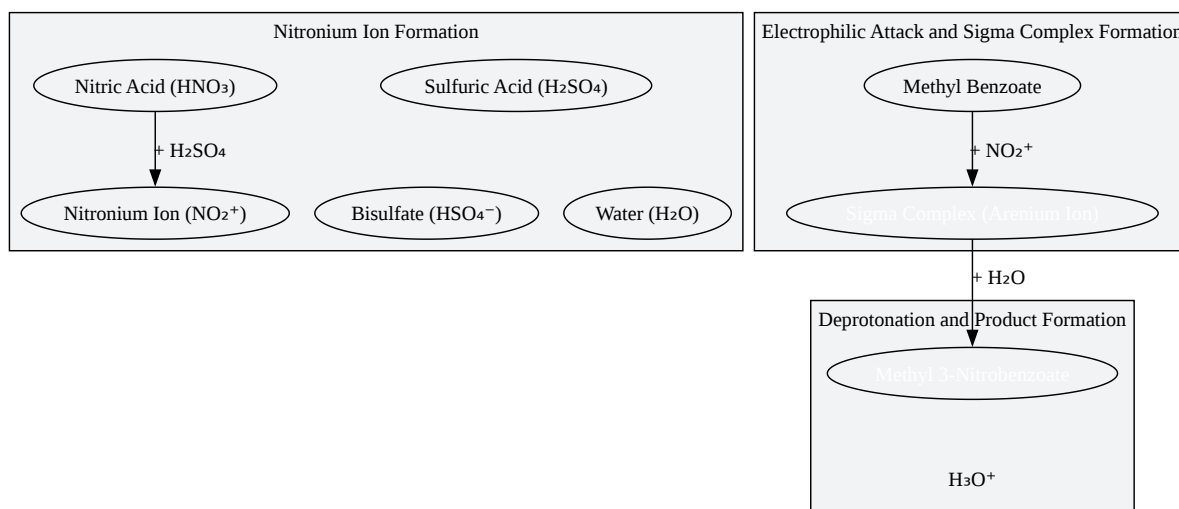 Nitronium Ion Formation
Nitric Acid (HNO₃)
Sulfuric Acid (H₂SO₄)
+ H₂SO₄
Nitronium Ion (NO₂⁺)
Bisulfate (HSO₄⁻)
Water (H₂O)
Electrophilic Attack and Sigma Complex Formation
Methyl Benzoate
+ NO₂⁺
Sigma Complex (Arenium Ion)
+ H₂O
Deprotonation and Product Formation
Methyl 3-Nitrobenzoate
H₃O⁺